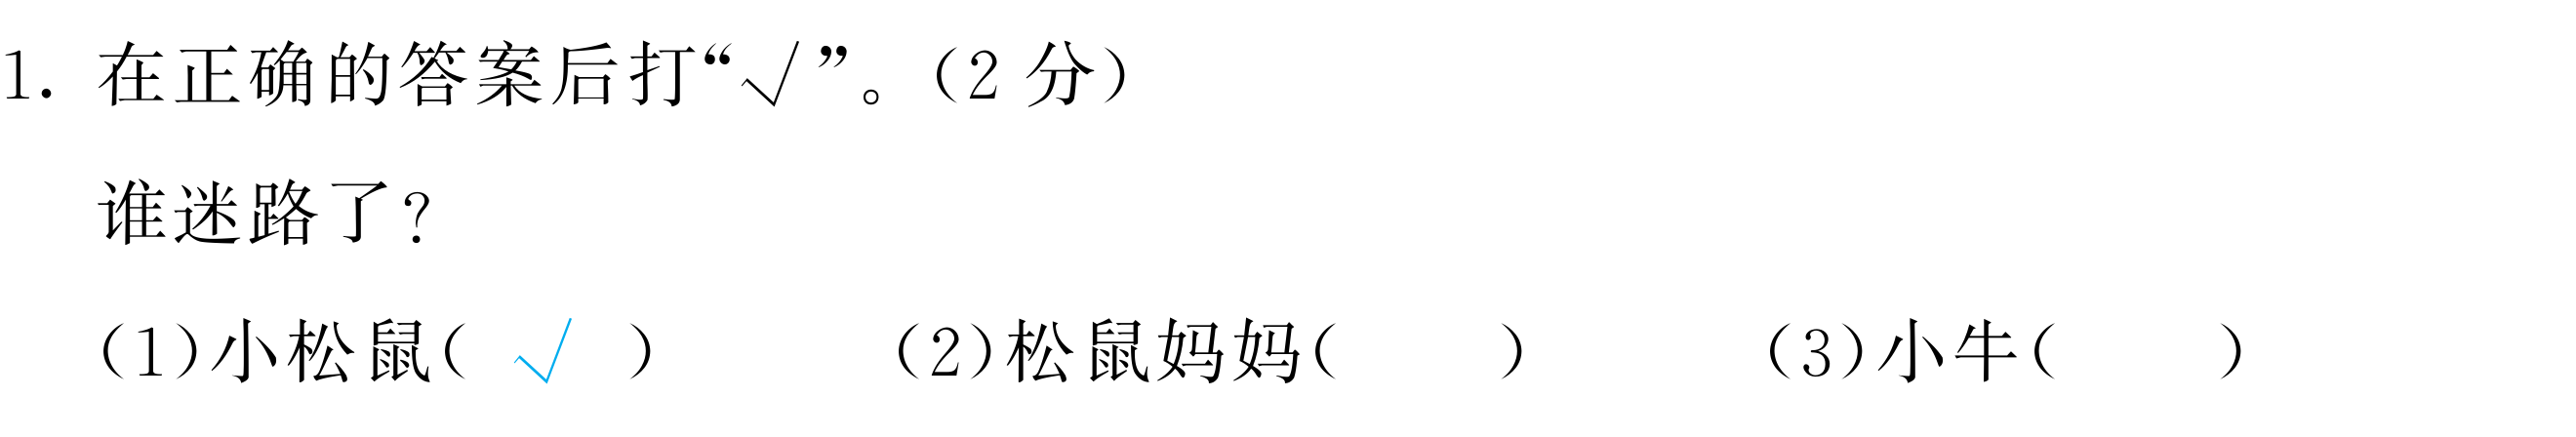 1. 在正确的答案后打“√”。(2 分)
谁迷路了?
(1)小松鼠( √ ) (2)松鼠妈妈( ) (3)小牛( )